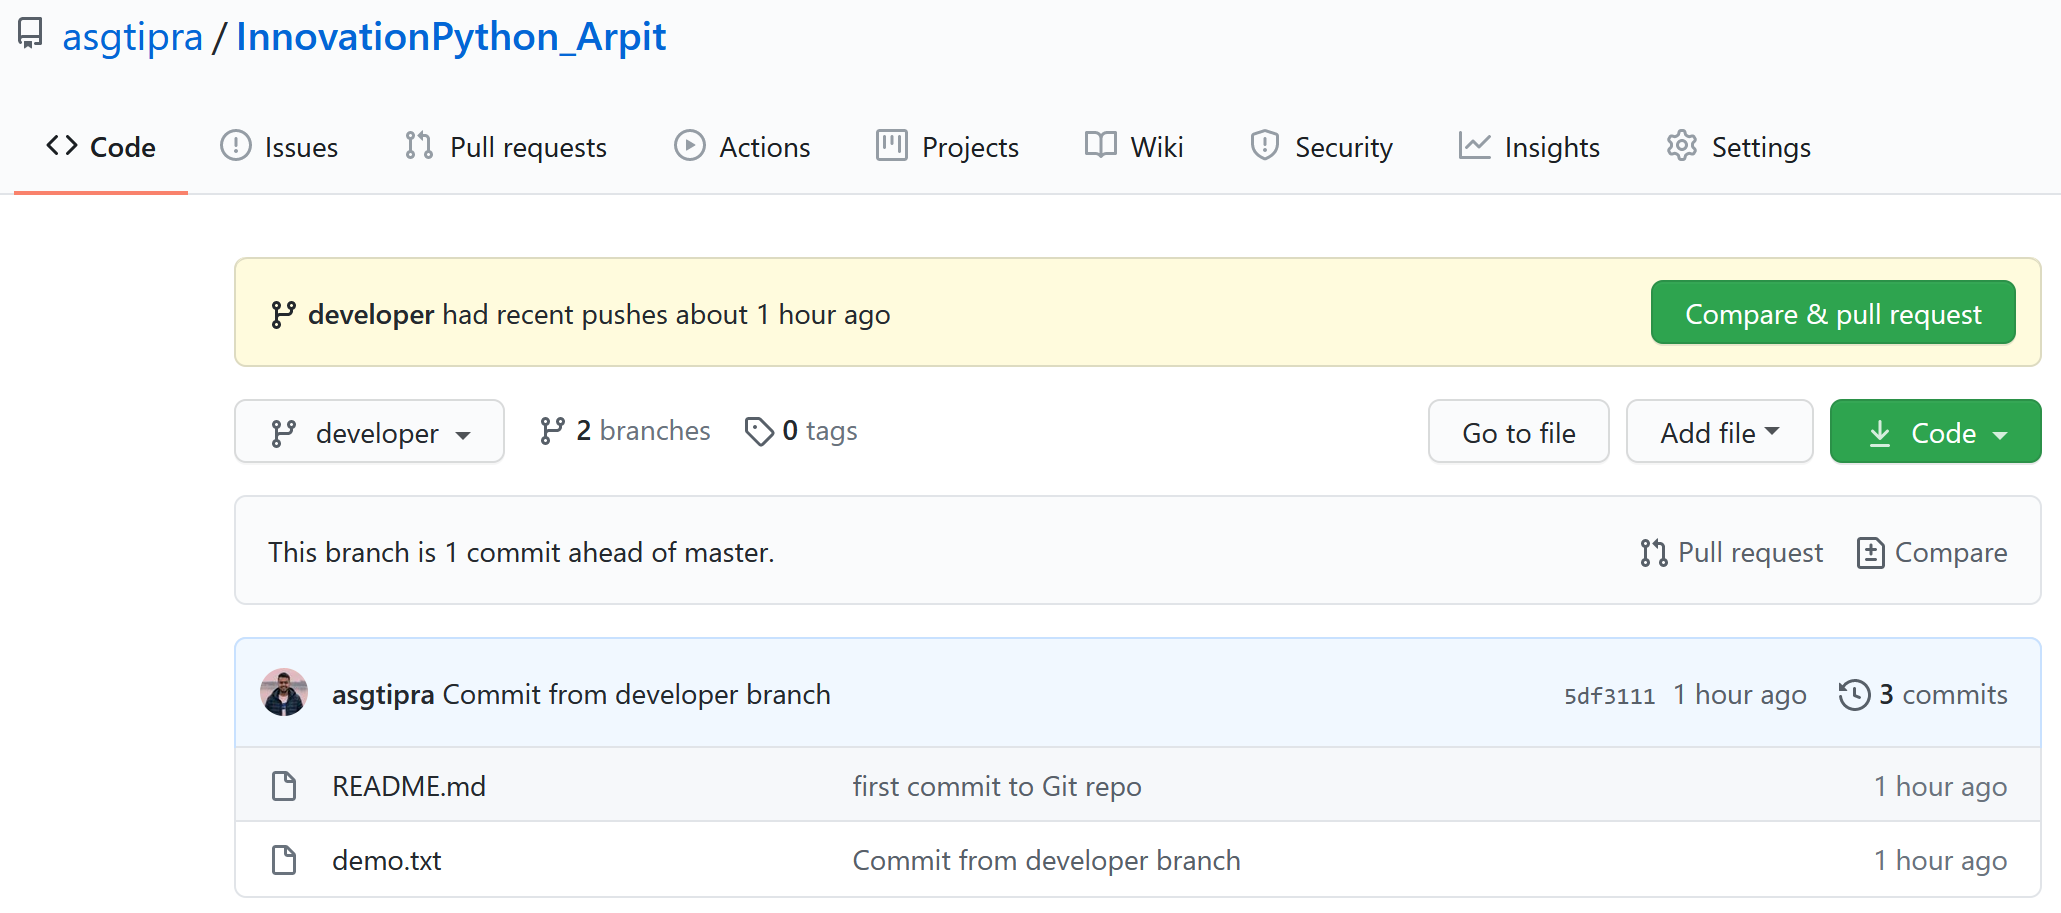 asgtipra / InnovationPython_Arpit
Code Issues Pull requests Actions Projects Wiki Security Insights Settings
developer had recent pushes about 1 hour ago Compare & pull request
developer 2 branches 0 tags Go to file Add file Code
This branch is 1 commit ahead of master. Pull request Compare
asgtipra Commit from developer branch 5df3111 1 hour ago 3 commits
README.md first commit to Git repo 1 hour ago
demo.txt Commit from developer branch 1 hour ago